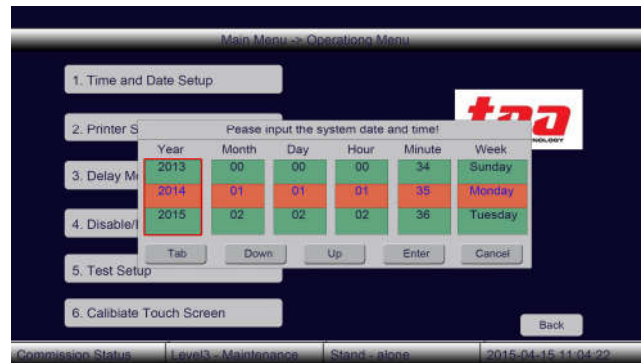 Main Menu -> Operationg Menu
1. Time and Date Setup
2. Printer S
Pease input the system date and time!
Year Month Day Hour Minute Week
2013 00 00 00 34 Sunday
3. Delay Mo
2014 01 01 01 35 Monday
2015 02 02 02 36 Tuesday
4. Disable/
Tab Down Up Enter Cancel
5. Test Setup
6. Calibiate Touch Screen
Back
Commission Status Level3 - Maintenance Stand - alone 2015-04-15 11:04:22